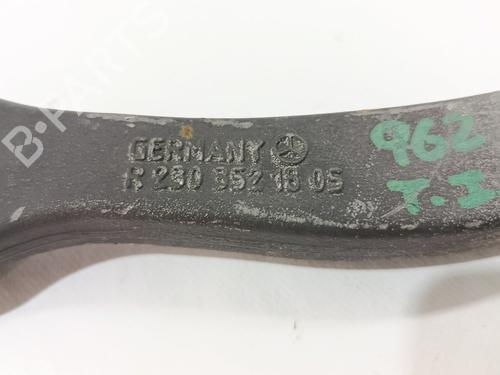 B-PARTS
GERMANY
R 230 352 18 05
962
T.I